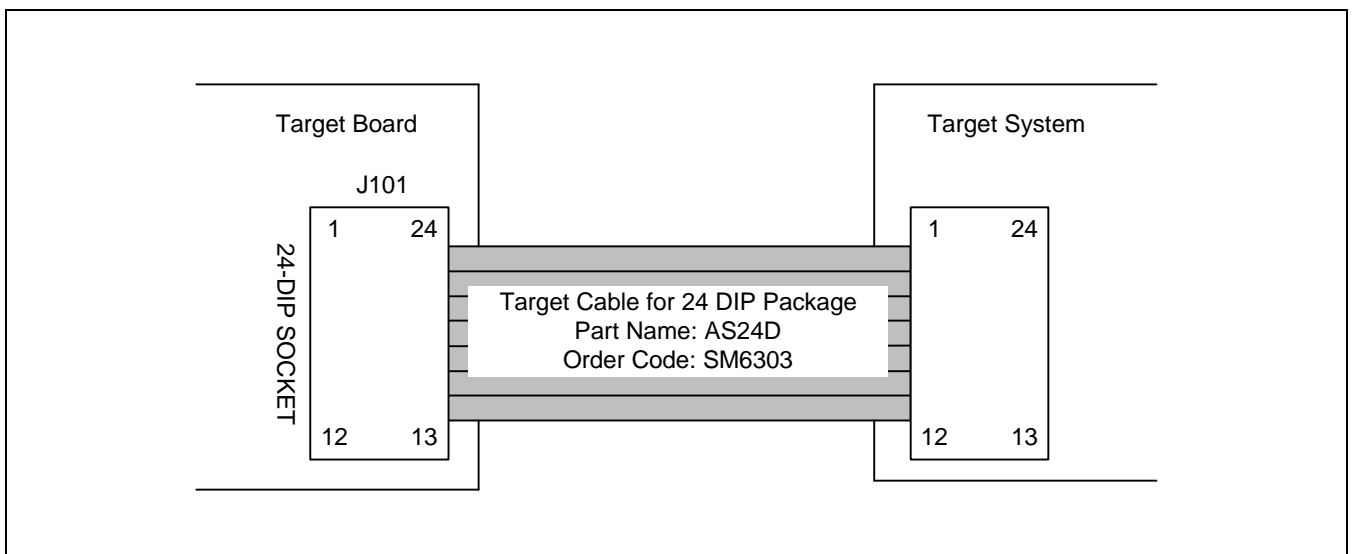 Target Board
Target System
J101
1 24
1 24
24-DIP SOCKET
Target Cable for 24 DIP Package
Part Name: AS24D
Order Code: SM6303
12 13
12 13